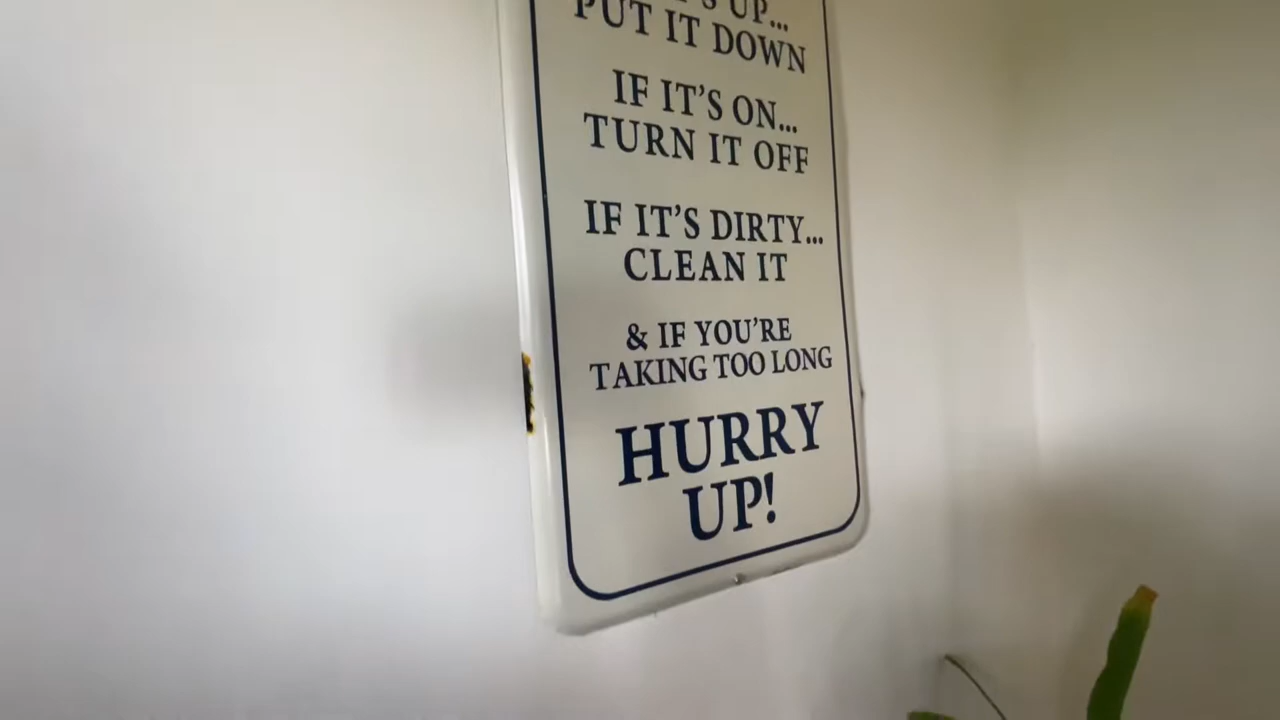 UP...
PUT IT DOWN
IF IT'S ON...
TURN IT OFF
IF IT'S DIRTY...
CLEAN IT
& IF YOU'RE
TAKING TOO LONG
HURRY
UP!